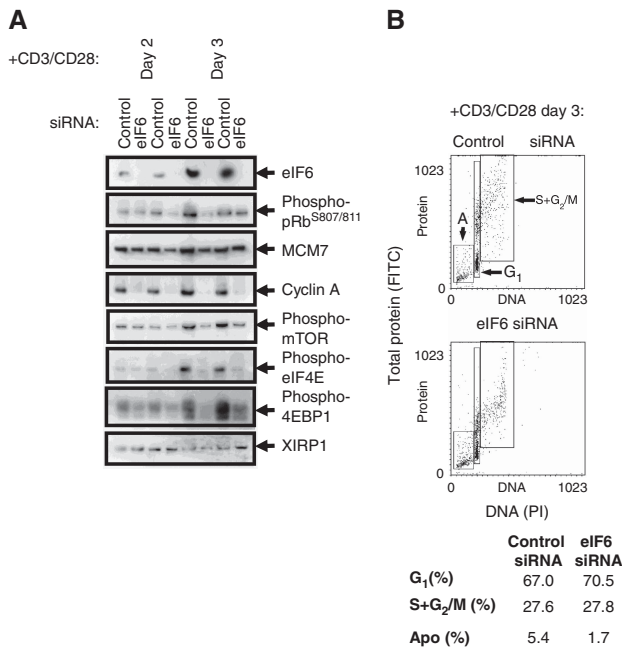 A
+CD3/CD28:
Day 2
Day 3
siRNA:
Control
eIF6
Control
eIF6
Control
eIF6
Control
eIF6
eIF6
Phospho-
pRbS807/811
MCM7
Cyclin A
Phospho-
mTOR
Phospho-
eIF4E
Phospho-
4EBP1
XIRP1
B
+CD3/CD28 day 3:
Control siRNA
1023
Protein
A
S+G2/M
G1
0
0 DNA 1023
Total protein (FITC)
eIF6 siRNA
1023
Protein
0
0 DNA 1023
DNA (PI)
Control eIF6
siRNA siRNA
G1(%) 67.0 70.5
S+G2/M (%) 27.6 27.8
Apo (%) 5.4 1.7